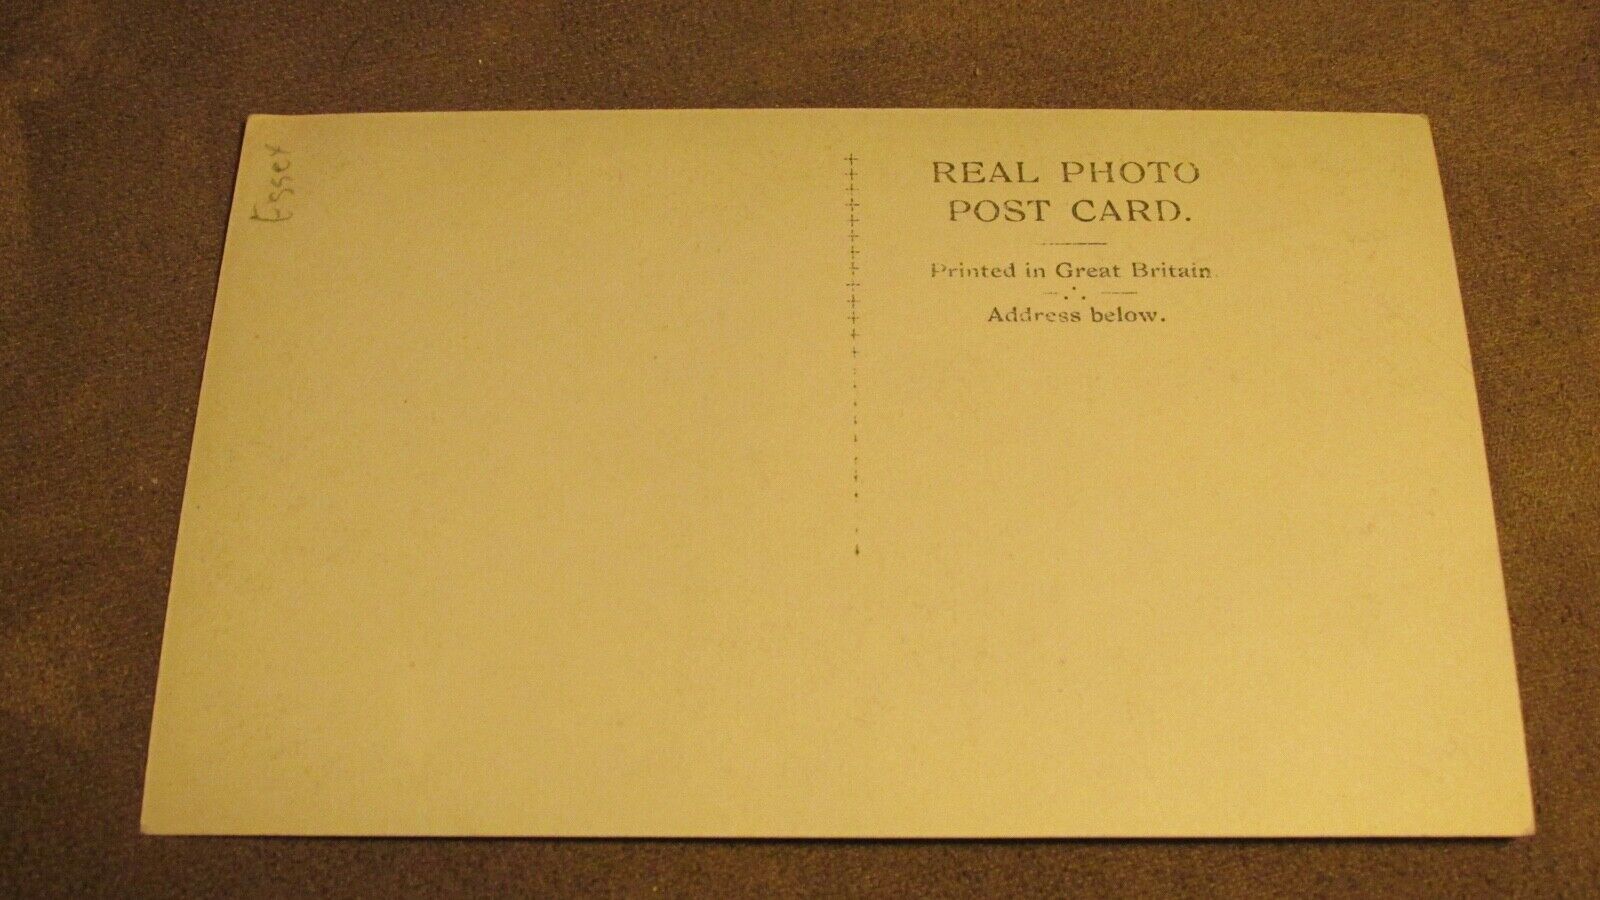 Essex
REAL PHOTO
POST CARD.
Printed in Great Britain
Address below.